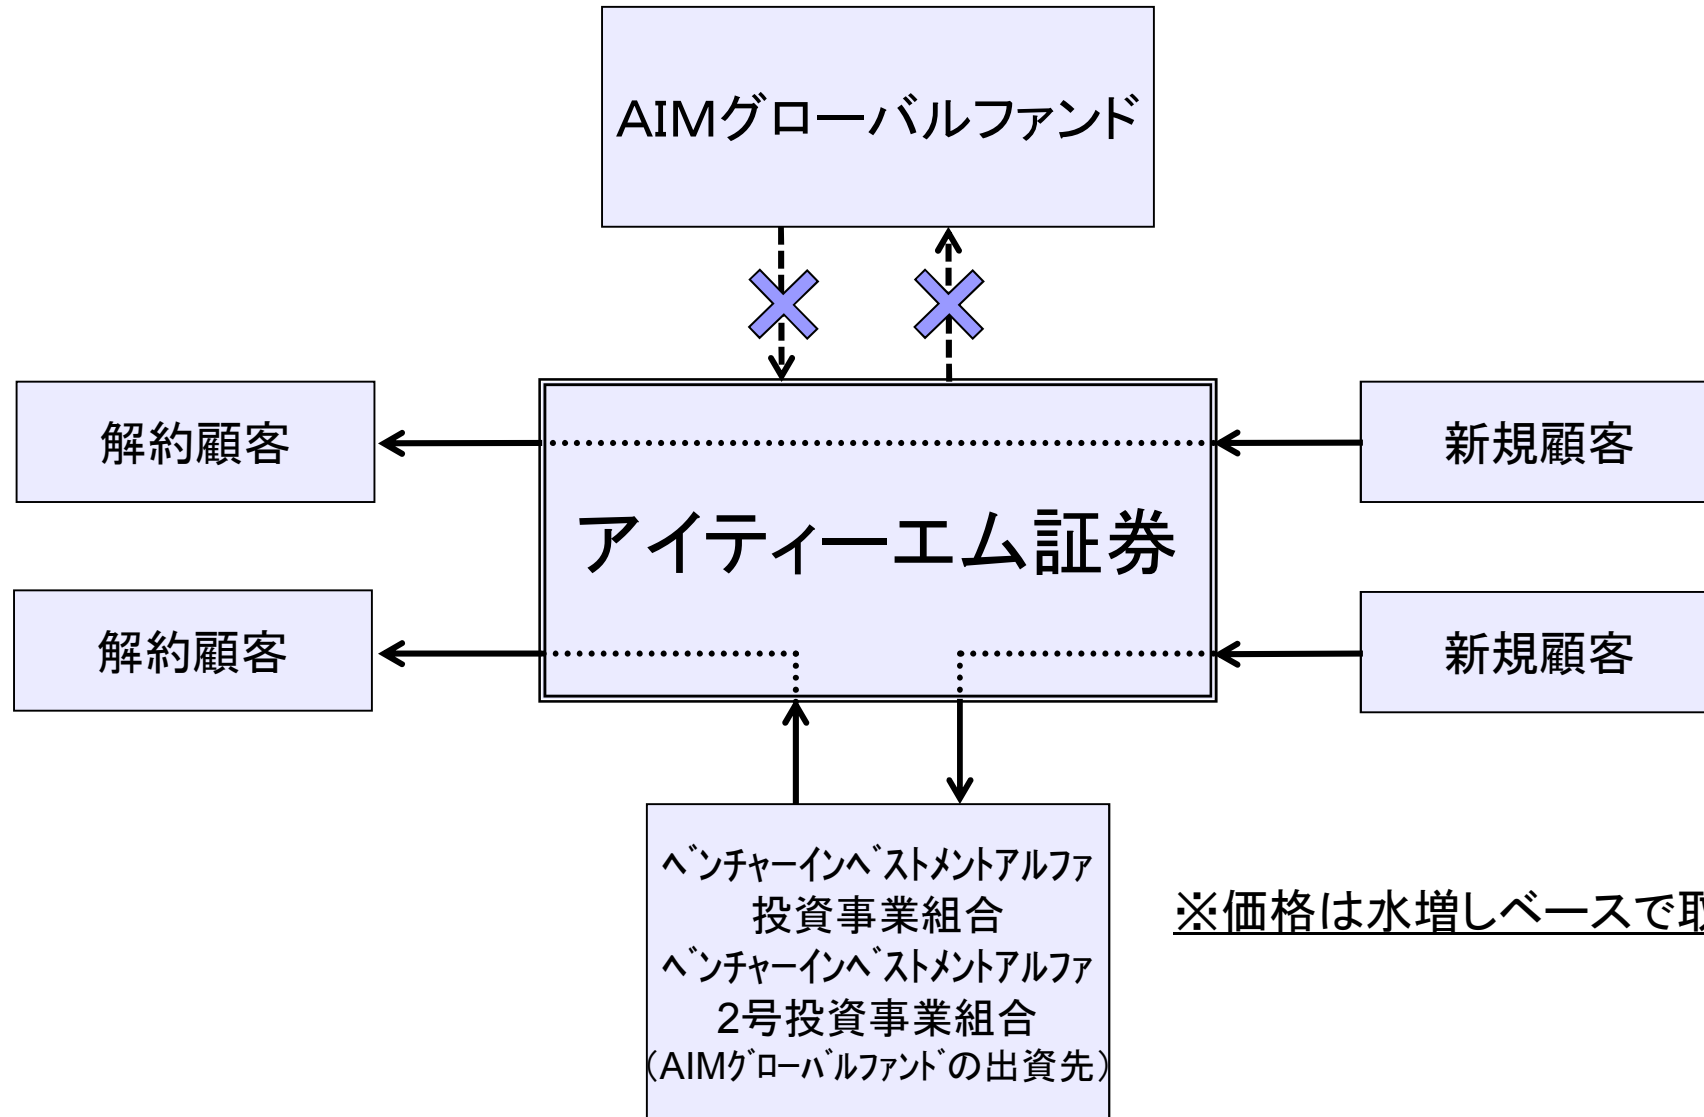 AIMグローバルファンド
解約顧客
新規顧客
アイティーエム証券
解約顧客
新規顧客
ﾍﾞﾝﾁｬｰｲﾝﾍﾞｽﾄﾒﾝﾄｱﾙﾌｧ
投資事業組合
ﾍﾞﾝﾁｬｰｲﾝﾍﾞｽﾄﾒﾝﾄｱﾙﾌｧ
2号投資事業組合
(AIMｸﾞﾛｰﾊﾞﾙﾌｧﾝﾄﾞの出資先)
※価格は水増しベースで取